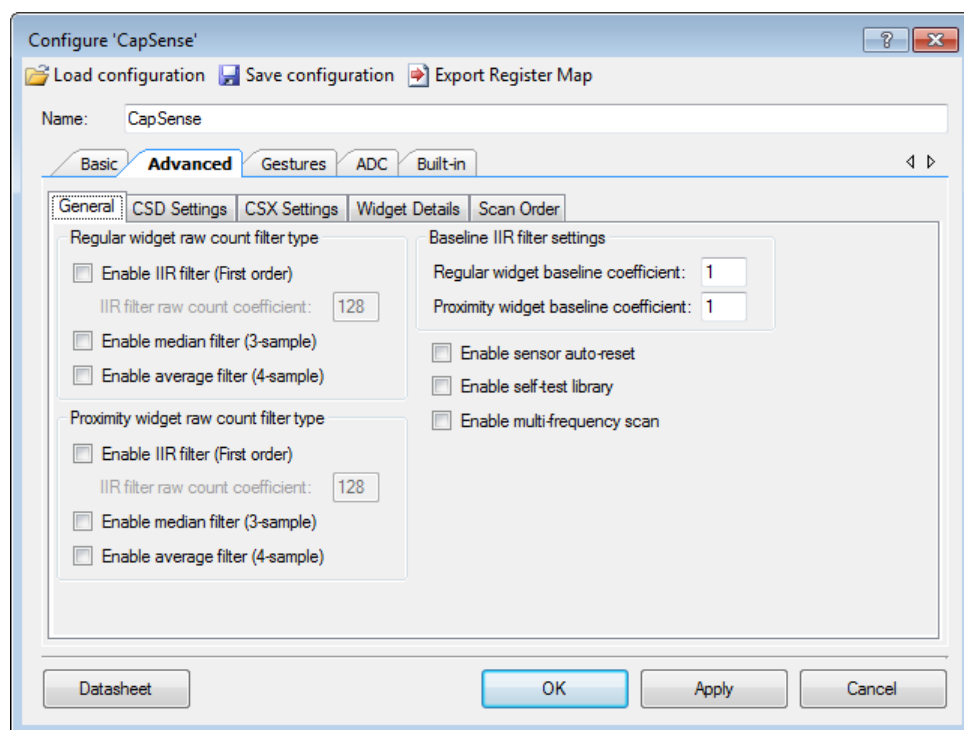 Configure 'CapSense'
Load configuration Save configuration Export Register Map
Name: CapSense
Basic Advanced Gestures ADC Built-in
General CSD Settings CSX Settings Widget Details Scan Order
Regular widget raw count filter type
Enable IIR filter (First order)
IIR filter raw count coefficient: 128
Enable median filter (3-sample)
Enable average filter (4-sample)
Proximity widget raw count filter type
Enable IIR filter (First order)
IIR filter raw count coefficient: 128
Enable median filter (3-sample)
Enable average filter (4-sample)
Baseline IIR filter settings
Regular widget baseline coefficient: 1
Proximity widget baseline coefficient: 1
Enable sensor auto-reset
Enable self-test library
Enable multi-frequency scan
Datasheet OK Apply Cancel